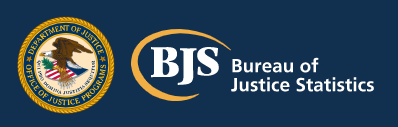 DEPARTMENT OF JUSTICE
OFFICE OF JUSTICE PROGRAMS
BJS
Bureau of
Justice Statistics